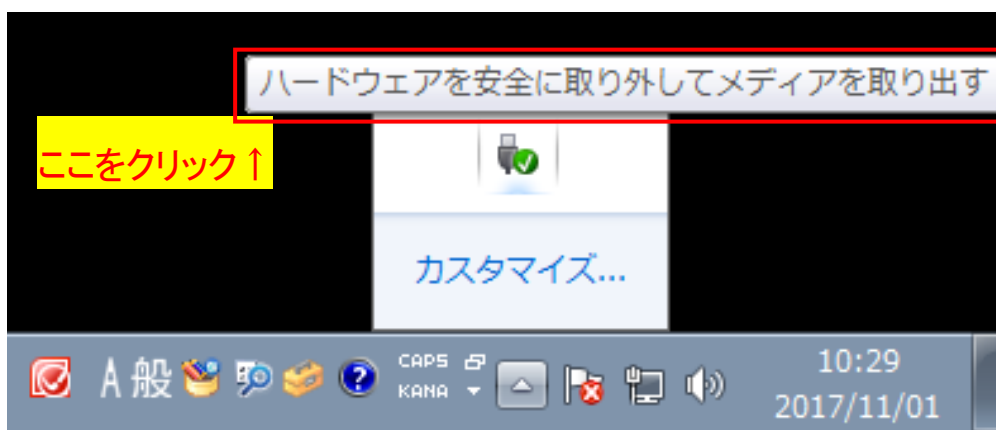 ハードウェアを安全に取り外してメディアを取り出す
ここをクリック↑
カスタマイズ...
A 般 CAPS KANA ?
10:29
2017/11/01